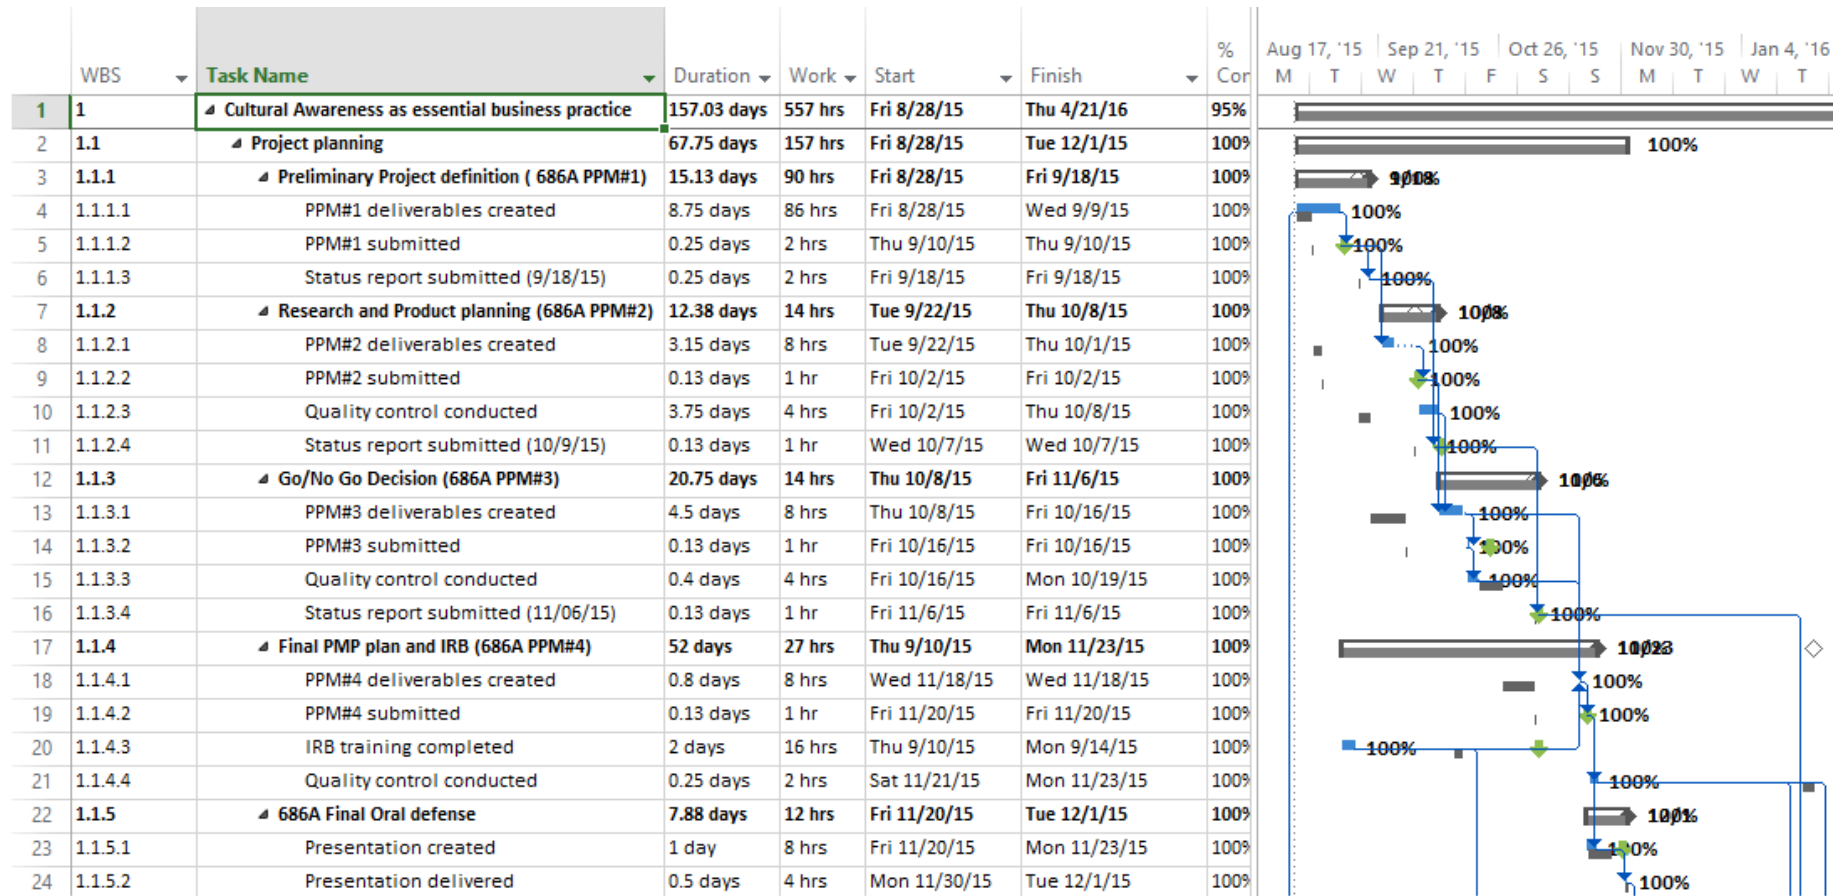 % Aug 17, '15 Sep 21, '15 Oct 26, '15 Nov 30, '15 Jan 4, '16
WBS Task Name Duration Work Start Finish Cor M T W T F S S M T W T
1 1 Cultural Awareness as essential business practice 157.03 days 557 hrs Fri 8/28/15 Thu 4/21/16 95%
2 1.1 Project planning 67.75 days 157 hrs Fri 8/28/15 Tue 12/1/15 100% 100%
3 1.1.1 Preliminary Project definition ( 686A PPM#1) 15.13 days 90 hrs Fri 8/28/15 Fri 9/18/15 100%
4 1.1.1.1 PPM#1 deliverables created 8.75 days 86 hrs Fri 8/28/15 Wed 9/9/15 100% 100%
5 1.1.1.2 PPM#1 submitted 0.25 days 2 hrs Thu 9/10/15 Thu 9/10/15 100% 100%
6 1.1.1.3 Status report submitted (9/18/15) 0.25 days 2 hrs Fri 9/18/15 Fri 9/18/15 100% 100%
7 1.1.2 Research and Product planning (686A PPM#2) 12.38 days 14 hrs Tue 9/22/15 Thu 10/8/15 100%
8 1.1.2.1 PPM#2 deliverables created 3.15 days 8 hrs Tue 9/22/15 Thu 10/1/15 100% 100%
9 1.1.2.2 PPM#2 submitted 0.13 days 1 hr Fri 10/2/15 Fri 10/2/15 100% 100%
10 1.1.2.3 Quality control conducted 3.75 days 4 hrs Fri 10/2/15 Thu 10/8/15 100% 100%
11 1.1.2.4 Status report submitted (10/9/15) 0.13 days 1 hr Wed 10/7/15 Wed 10/7/15 100% 100%
12 1.1.3 Go/No Go Decision (686A PPM#3) 20.75 days 14 hrs Thu 10/8/15 Fri 11/6/15 100%
13 1.1.3.1 PPM#3 deliverables created 4.5 days 8 hrs Thu 10/8/15 Fri 10/16/15 100% 100%
14 1.1.3.2 PPM#3 submitted 0.13 days 1 hr Fri 10/16/15 Fri 10/16/15 100% 100%
15 1.1.3.3 Quality control conducted 0.4 days 4 hrs Fri 10/16/15 Mon 10/19/15 100% 100%
16 1.1.3.4 Status report submitted (11/06/15) 0.13 days 1 hr Fri 11/6/15 Fri 11/6/15 100% 100%
17 1.1.4 Final PMP plan and IRB (686A PPM#4) 52 days 27 hrs Thu 9/10/15 Mon 11/23/15 100%
18 1.1.4.1 PPM#4 deliverables created 0.8 days 8 hrs Wed 11/18/15 Wed 11/18/15 100% 100%
19 1.1.4.2 PPM#4 submitted 0.13 days 1 hr Fri 11/20/15 Fri 11/20/15 100% 100%
20 1.1.4.3 IRB training completed 2 days 16 hrs Thu 9/10/15 Mon 9/14/15 100% 100%
21 1.1.4.4 Quality control conducted 0.25 days 2 hrs Sat 11/21/15 Mon 11/23/15 100% 100%
22 1.1.5 686A Final Oral defense 7.88 days 12 hrs Fri 11/20/15 Tue 12/1/15 100%
23 1.1.5.1 Presentation created 1 day 8 hrs Fri 11/20/15 Mon 11/23/15 100% 100%
24 1.1.5.2 Presentation delivered 0.5 days 4 hrs Mon 11/30/15 Tue 12/1/15 100% 100%